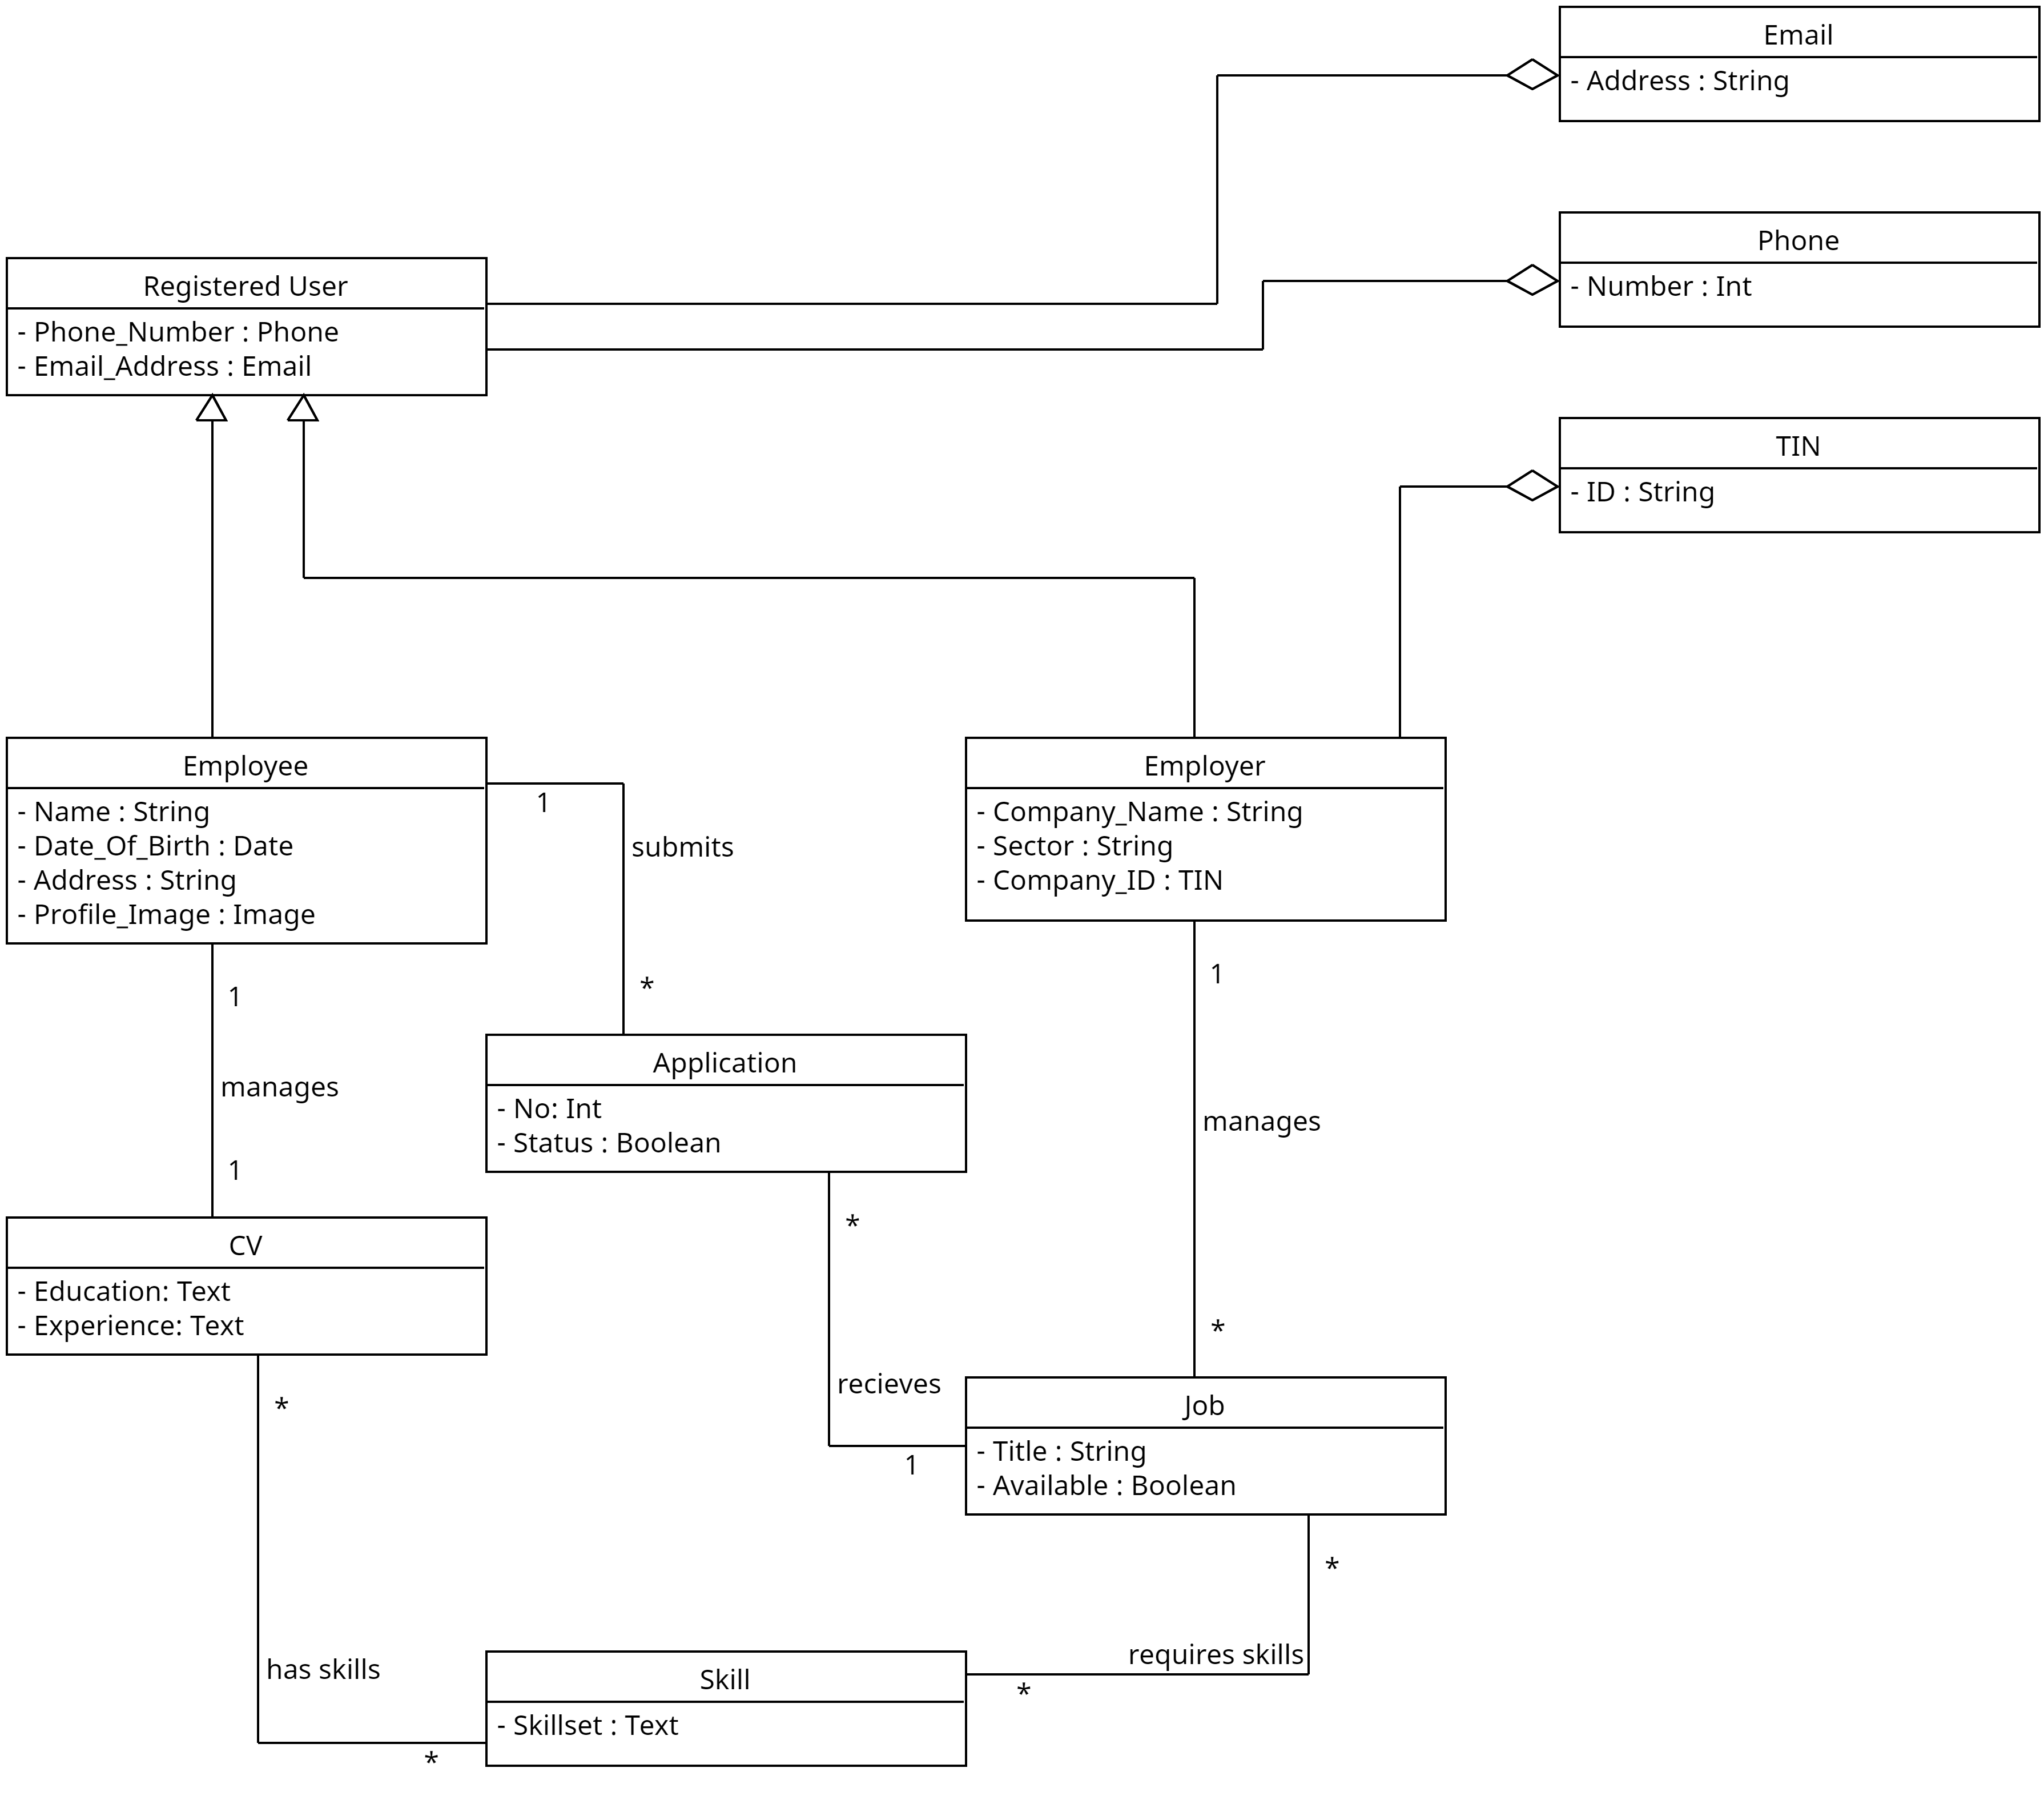 Email
- Address : String
Phone
- Number : Int
Registered User
- Phone_Number : Phone
- Email_Address : Email
TIN
- ID : String
Employee
- Name : String
- Date_Of_Birth : Date
- Address : String
- Profile_Image : Image
1
submits
*
Employer
- Company_Name : String
- Sector : String
- Company_ID : TIN
1
manages
1
Application
- No: Int
- Status : Boolean
1
manages
*
CV
- Education: Text
- Experience: Text
*
recieves
1
Job
- Title : String
- Available : Boolean
*
has skills
*
Skill
- Skillset : Text
*
requires skills
*